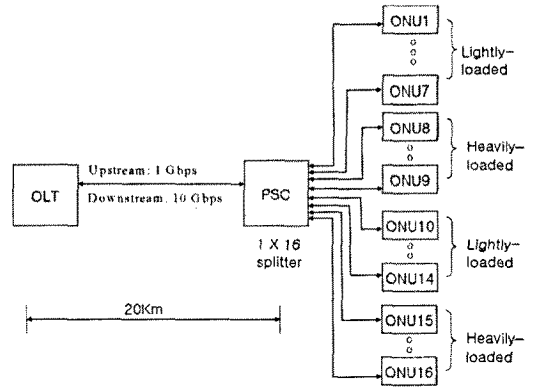 ONU1
Lightly-
loaded
ONU7
ONU8
Heavily-
loaded
ONU9
Upstream: 1 Gbps
OLT
PSC
Downstream: 10 Gbps
1 X 16
splitter
ONU10
Lightly-
loaded
ONU14
20Km
ONU15
Heavily-
loaded
ONU16